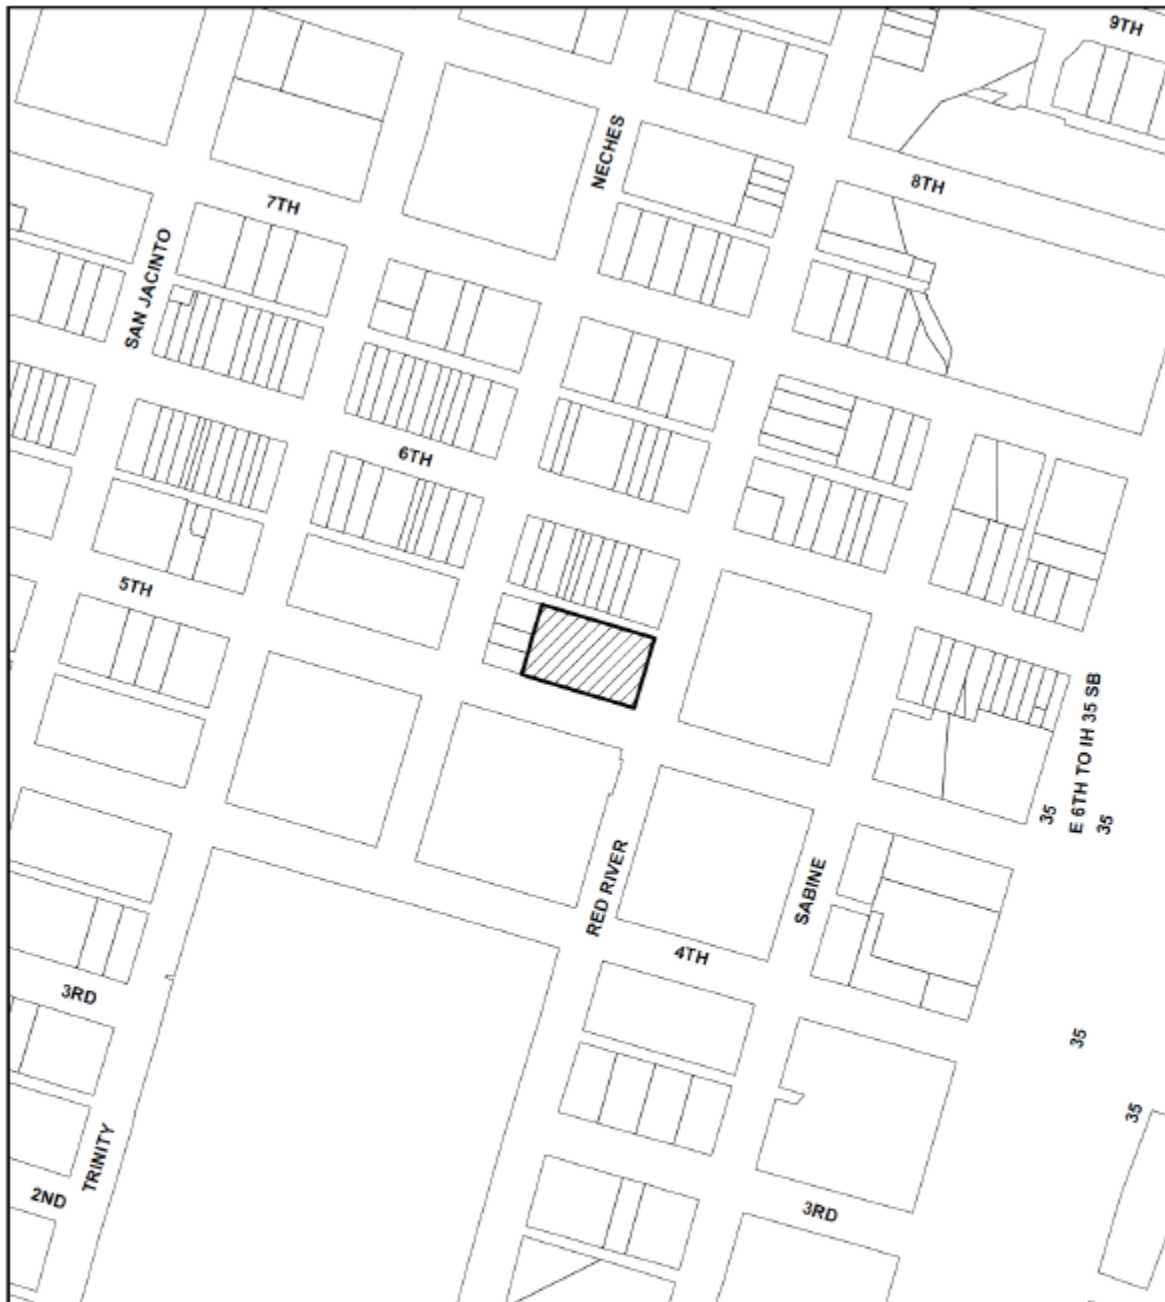 9TH
NECHES
8TH
7TH
SAN JACINTO
6TH
5TH
E 6TH TO IH 35 SB
35
35
RED RIVER
SABINE
4TH
3RD
35
35
TRINITY
2ND
3RD